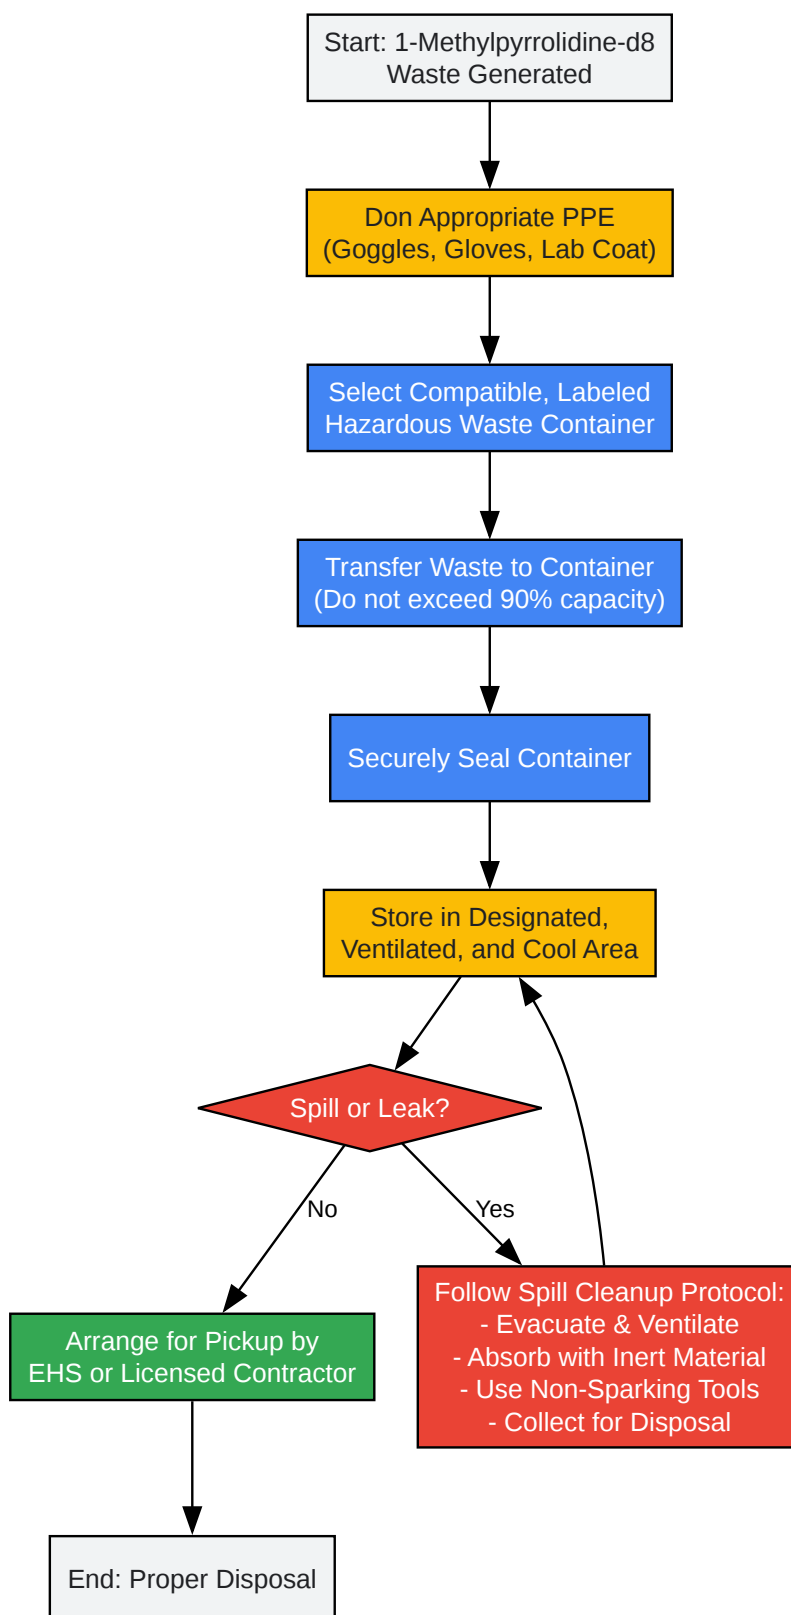 Start: 1-Methylpyrrolidine-d8
Waste Generated
Don Appropriate PPE
(Goggles, Gloves, Lab Coat)
Select Compatible, Labeled
Hazardous Waste Container
Transfer Waste to Container
(Do not exceed 90% capacity)
Securely Seal Container
Store in Designated,
Ventilated, and Cool Area
Spill or Leak?
No
Yes
Follow Spill Cleanup Protocol:
- Evacuate & Ventilate
- Absorb with Inert Material
- Use Non-Sparking Tools
- Collect for Disposal
Arrange for Pickup by
EHS or Licensed Contractor
End: Proper Disposal